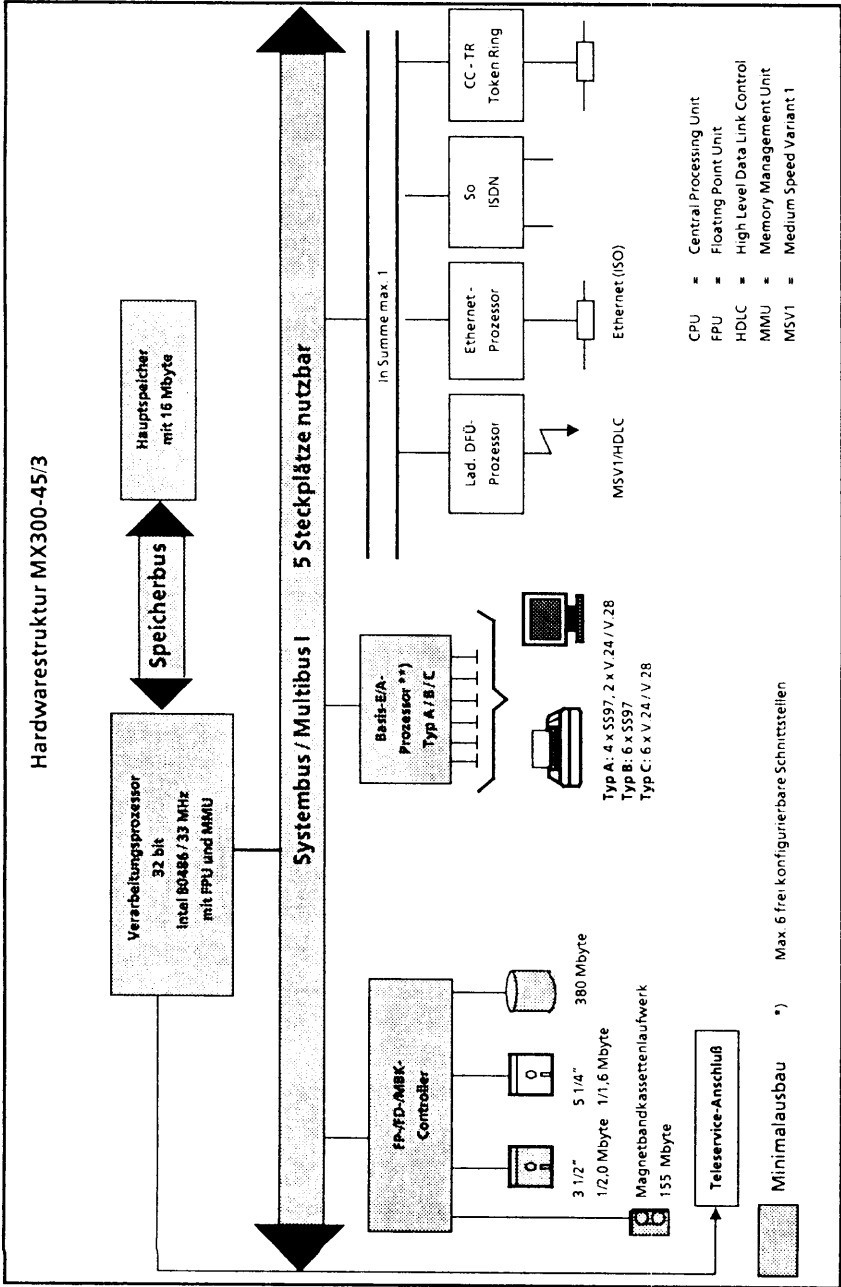 Hardwarestruktur MX300-45/3
Verarbeitungsprozessor
32 bit
Intel 80486 / 33 MHz
mit FPU und MMU
Speicherbus
Hauptspeicher
mit 16 Mbyte
Systembus / Multibus I
5 Steckplätze nutzbar
FP-/FD-/MBK-
Controller
3 1/2"
1/2,0 Mbyte
5 1/4"
1/1,6 Mbyte
380 Mbyte
Magnetbandkassettenlaufwerk
155 Mbyte
Teleservice-Anschluß
Basis-E/A-
Prozessor **)
Typ A / B / C
Typ A: 4 x SS97, 2 x V.24 / V.28
Typ B: 6 x SS97
Typ C: 6 x V.24 / V 28
In Summe max. 1
Lad. DFÜ-
Prozessor
MSV1/HDLC
Ethernet-
Prozessor
Ethernet (ISO)
So
ISDN
CC - TR
Token Ring
CPU = Central Processing Unit
FPU = Floating Point Unit
HDLC = High Level Data Link Control
MMU = Memory Management Unit
MSV1 = Medium Speed Variant 1
Minimalausbau
*) Max. 6 frei konfigurierbare Schnittstellen